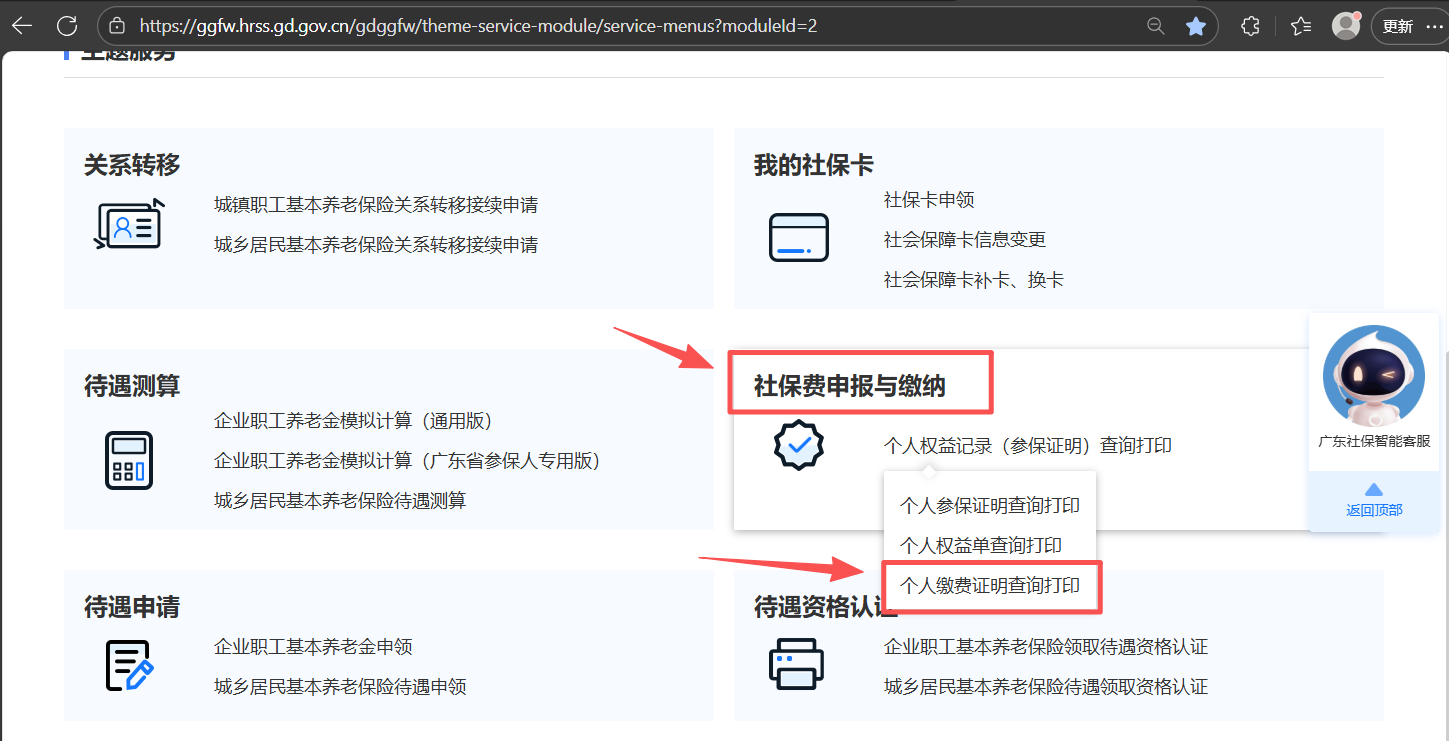 https://ggfw.hrss.gd.gov.cn/gdggfw/theme-service-module/service-menus?moduleId=2
更新
主题服务
关系转移
城镇职工基本养老保险关系转移接续申请
城乡居民基本养老保险关系转移接续申请
我的社保卡
社保卡申领
社会保障卡信息变更
社会保障卡补卡、换卡
待遇测算
企业职工养老金模拟计算（通用版）
企业职工养老金模拟计算（广东省参保人专用版）
城乡居民基本养老保险待遇测算
社保费申报与缴纳
个人权益记录（参保证明）查询打印
个人参保证明查询打印
个人权益单查询打印
个人缴费证明查询打印
广东社保智能客服
返回顶部
待遇申请
企业职工基本养老金申领
城乡居民基本养老保险待遇申领
待遇资格认证
企业职工基本养老保险领取待遇资格认证
城乡居民基本养老保险待遇领取资格认证